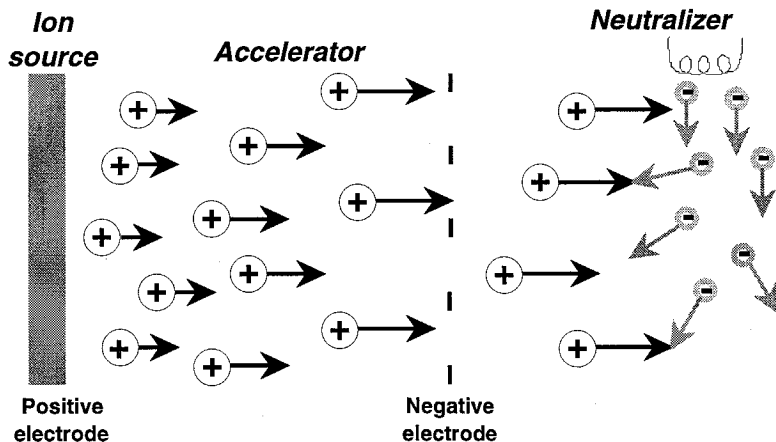 Ion
source
Accelerator
Neutralizer
Positive
electrode
Negative
electrode